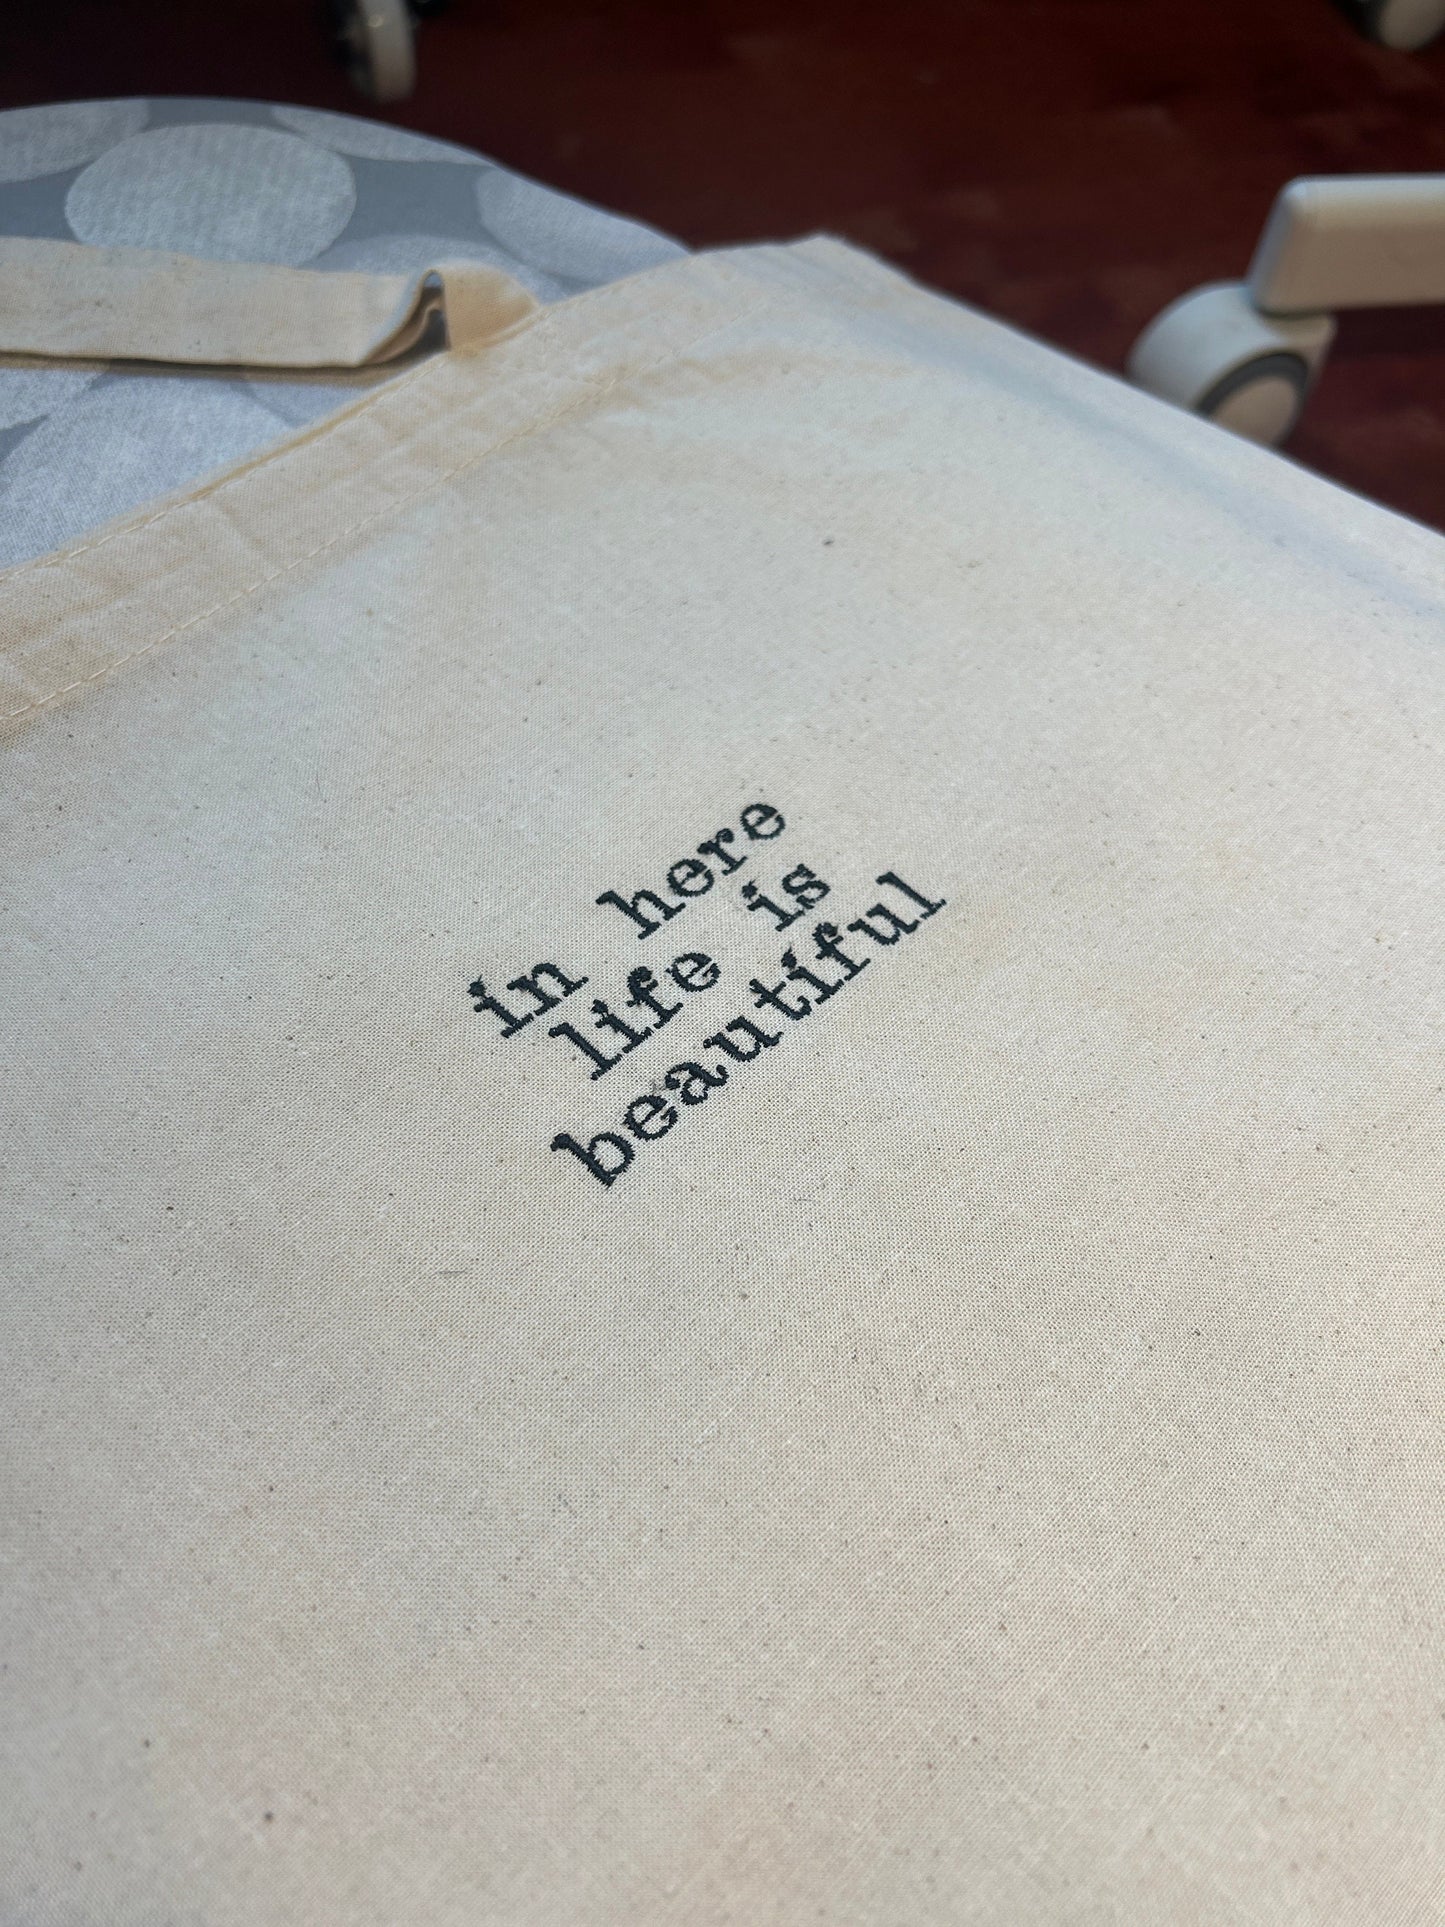 in here
life is
beautiful